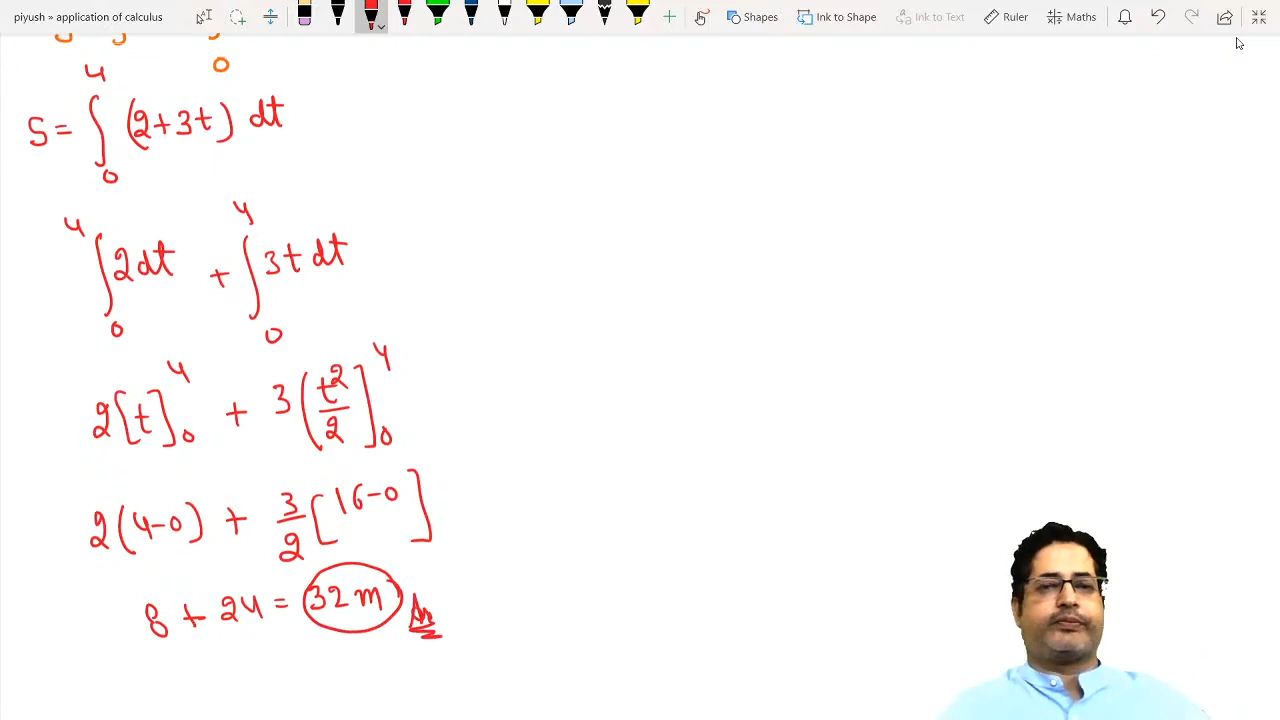 piyush » application of calculus
Shapes
Ink to Shape
Ink to Text
Ruler
Maths
0
S = ∫₀⁴ (2+3t) dt
∫₀⁴ 2dt + ∫₀⁴ 3t dt
2[t]₀⁴ + 3(t²/2]₀⁴
2(4-0) + 3/2 [16-0]
8 + 24 = 32 m Ans